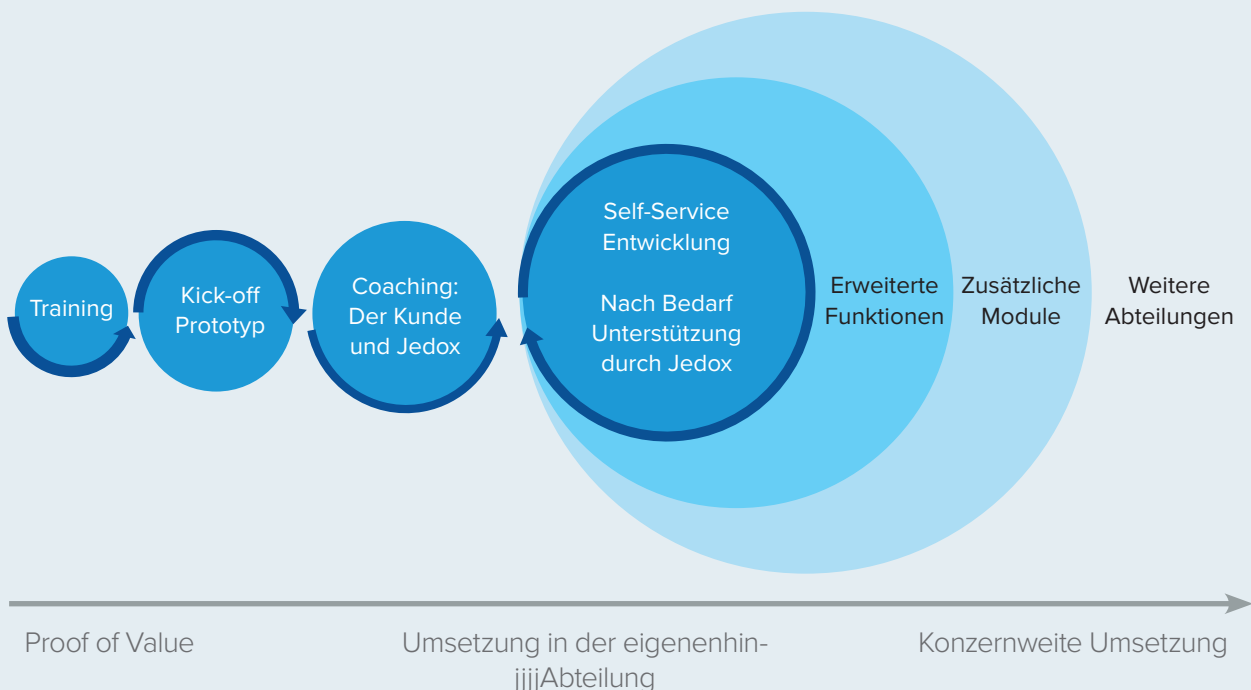 Training
Kick-off
Prototyp
Coaching:
Der Kunde
und Jedox
Self-Service
Entwicklung
Nach Bedarf
Unterstützung
durch Jedox
Erweiterte
Funktionen
Zusätzliche
Module
Weitere
Abteilungen
Proof of Value
Umsetzung in der eigenenhin-
jjjjAbteilung
Konzernweite Umsetzung